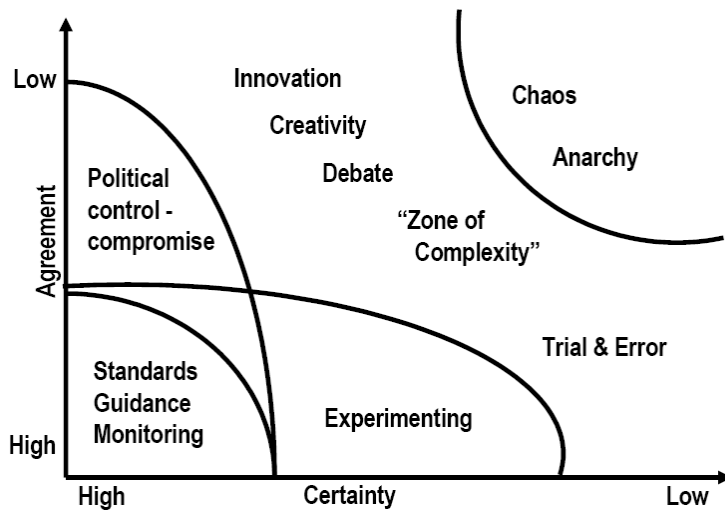 Low
Innovation
Chaos
Creativity
Anarchy
Debate
Political
control -
compromise
“Zone of
Complexity”
Agreement
Trial & Error
Standards
Guidance
Monitoring
Experimenting
High
High
Certainty
Low